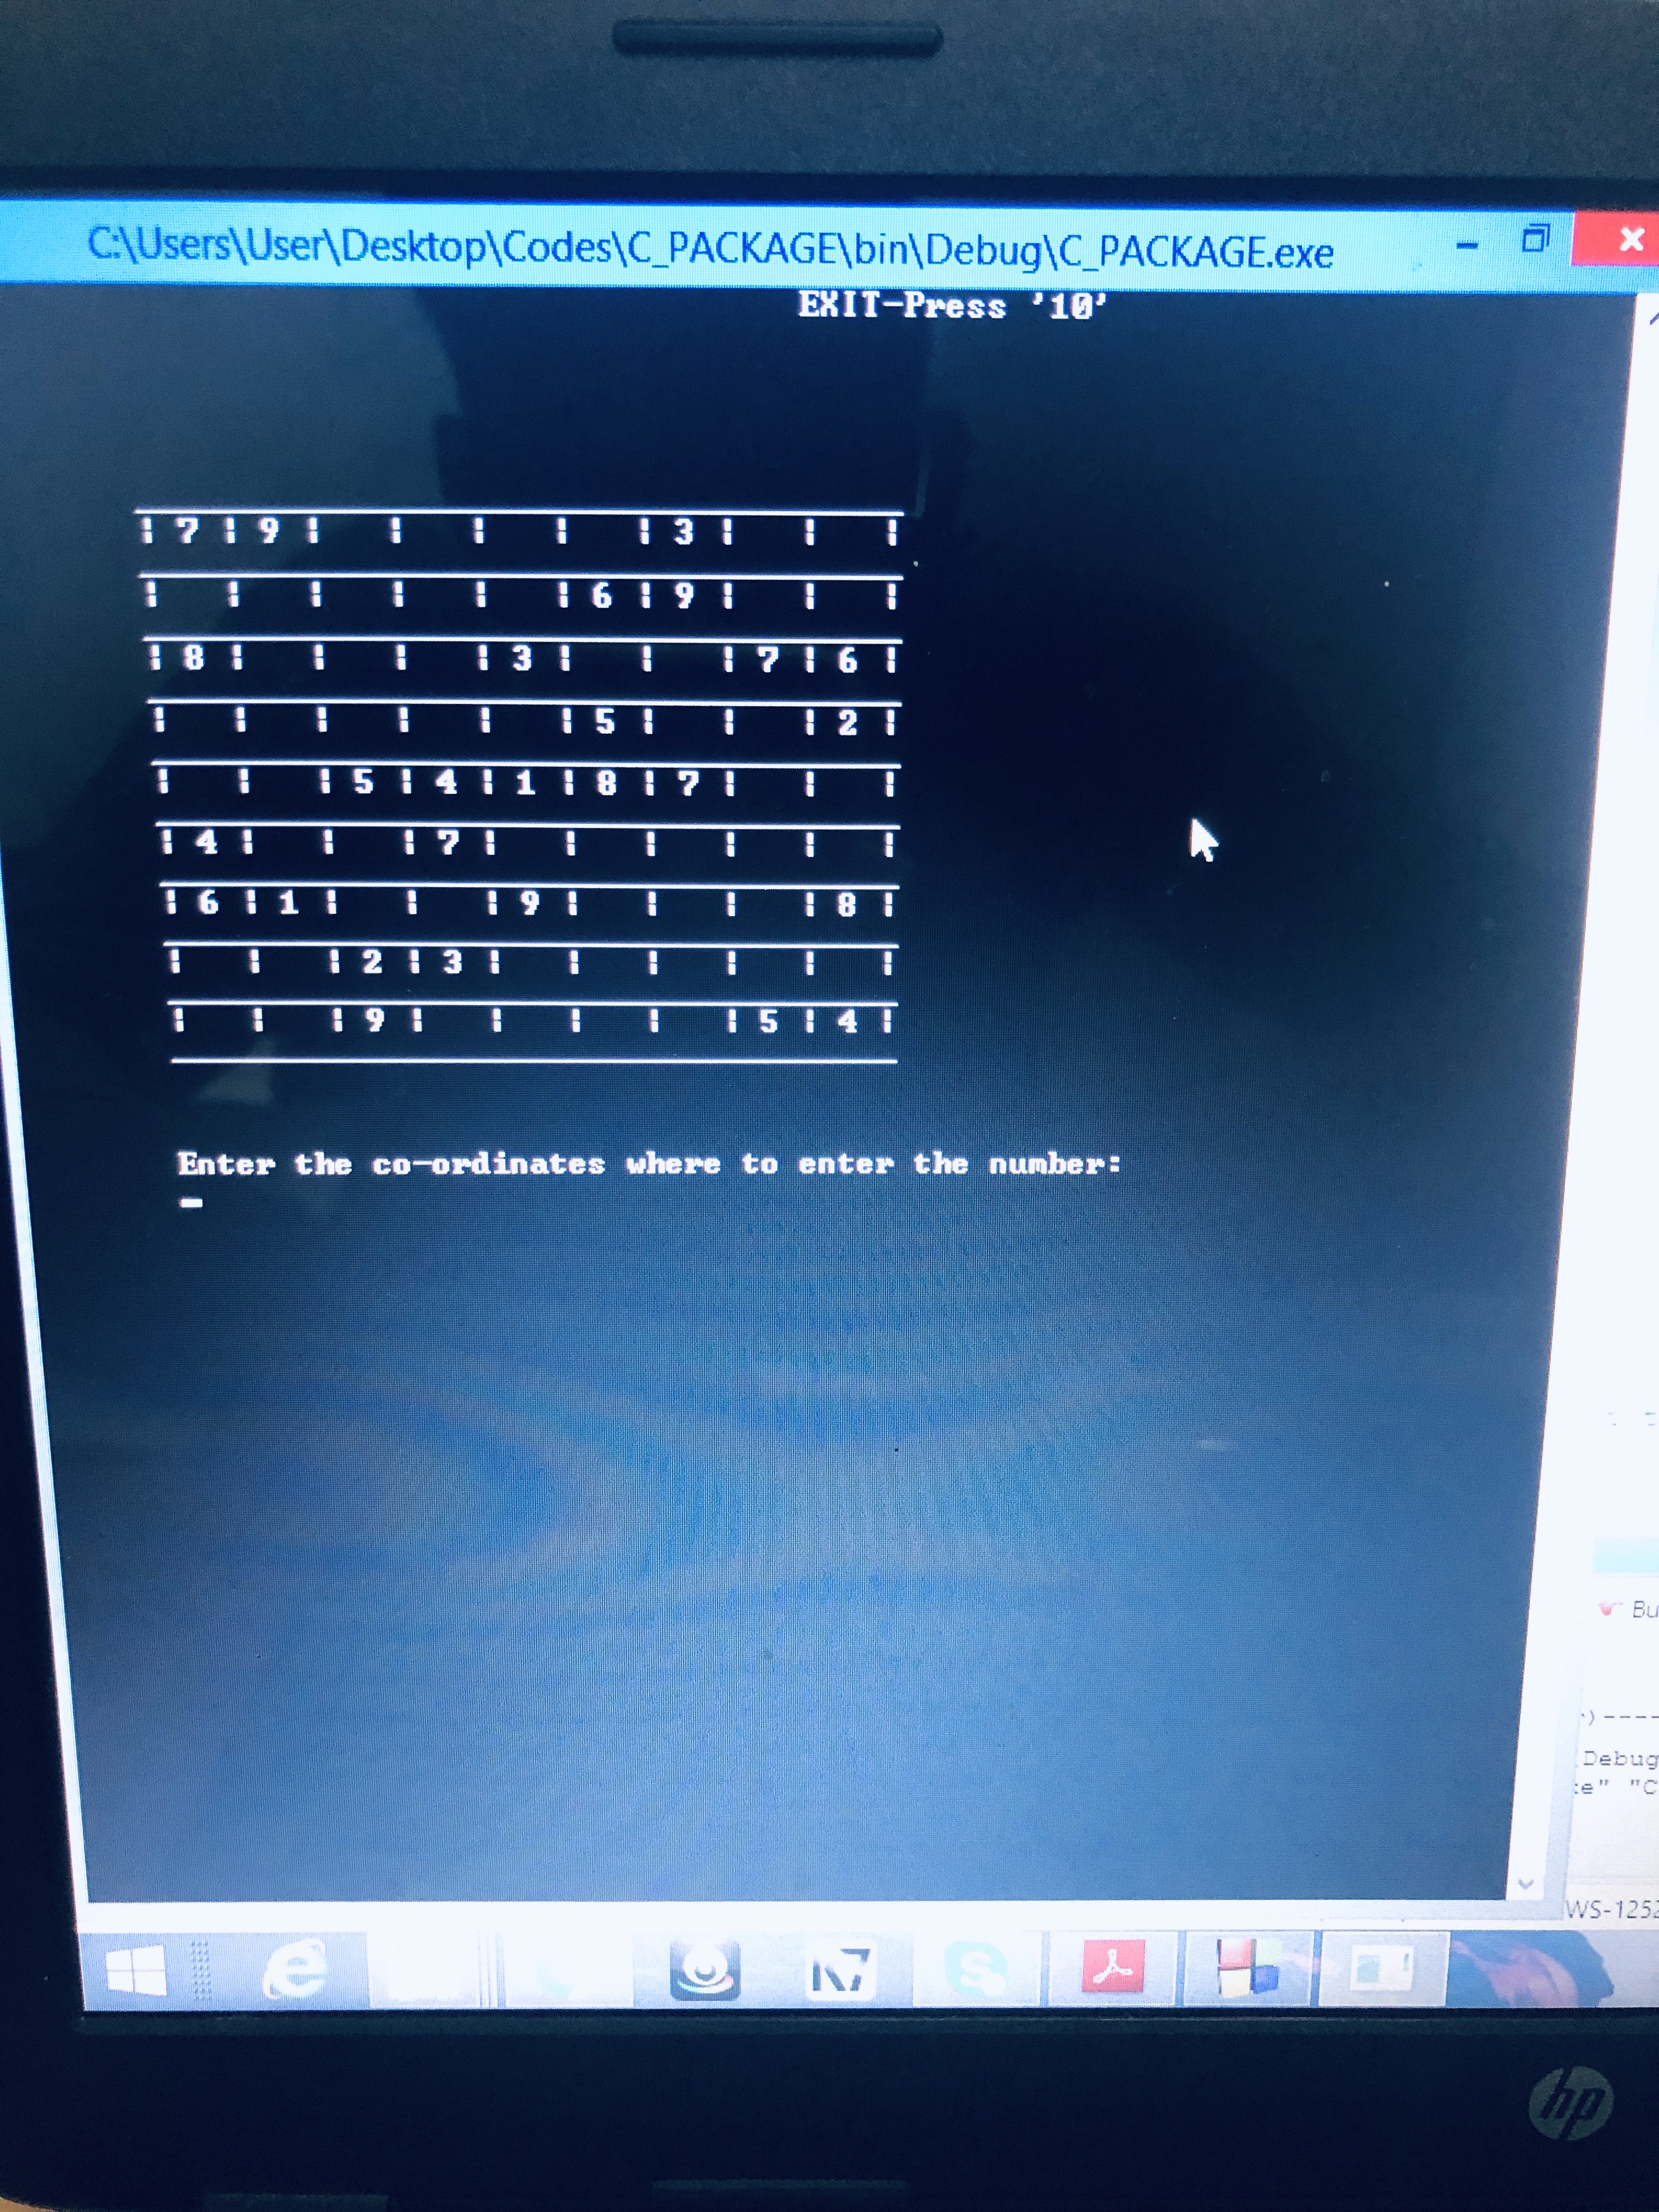 C:\Users\User\Desktop\Codes\C_PACKAGE\bin\Debug\C_PACKAGE.exe
EXIT-Press '10'
| 7 | 9 |   |   |   |   | 3 |   |   |
|   |   |   |   |   | 6 | 9 |   |   |
| 8 |   |   |   | 3 |   |   | 7 | 6 |
|   |   |   |   |   | 5 |   |   | 2 |
|   |   | 5 | 4 | 1 | 8 | 7 |   |   |
| 4 |   |   | 7 |   |   |   |   |   |
| 6 | 1 |   |   | 9 |   |   |   | 8 |
|   |   | 2 | 3 |   |   |   |   |   |
|   |   | 9 |   |   |   |   | 5 | 4 |
Enter the co-ordinates where to enter the number:
Bu
)----
Debug
e" "C
WS-1252
K7
hp